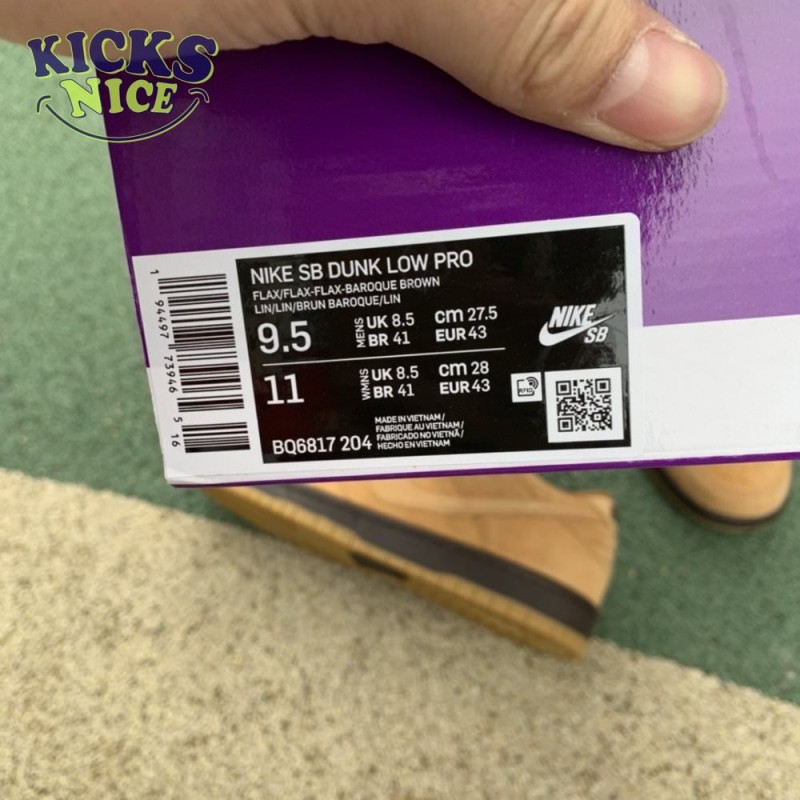 KICKS
NICE
NIKE SB DUNK LOW PRO
FLAX/FLAX-FLAX-BAROQUE BROWN
LIN/LIN/BRUN BAROQUE/LIN
9.5
MENS
UK 8.5 cm 27.5
BR 41 EUR 43
NIKE
SB
11
WMNS
UK 8.5 cm 28
BR 41 EUR 43
BQ6817 204
MADE IN VIETNAM /
FABRIQUE AU VIETNAM /
FABRICADO NO VIETNÃ /
HECHO EN VIETNAM
1 94497 73946 5 16